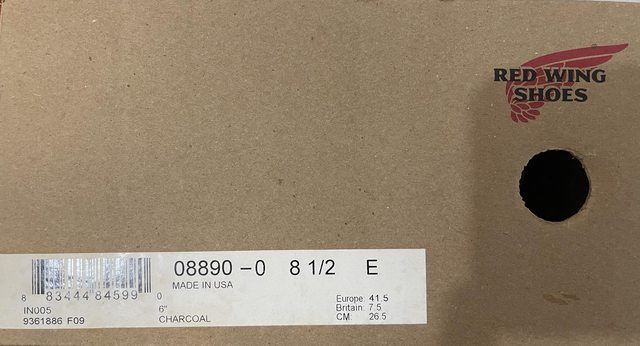 RED WING
SHOES
08890-0 8 1/2 E
MADE IN USA
8 83444 84599 0
IN005
9361886 F09
6"
CHARCOAL
Europe: 41.5
Britain: 7.5
CM: 26.5